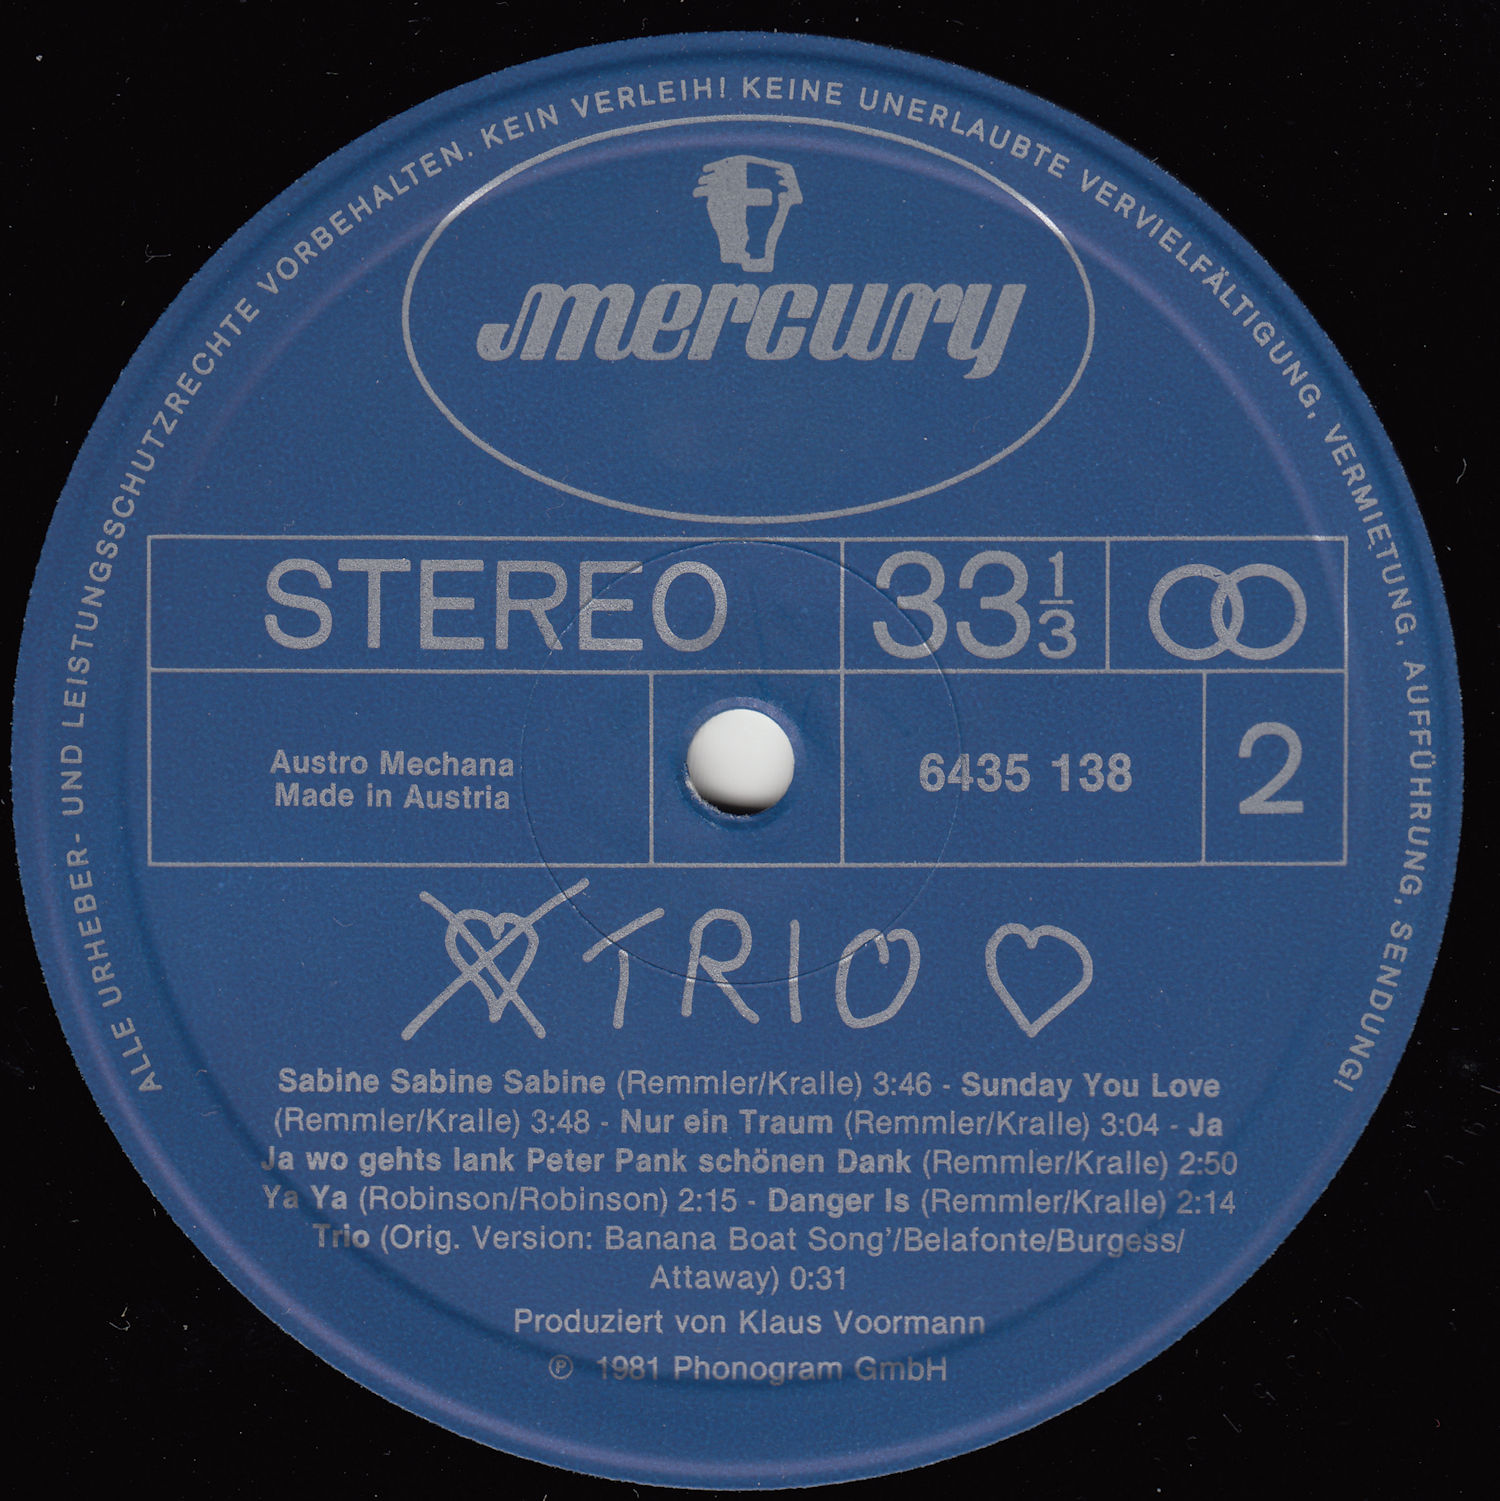 ALLE URHEBER- UND LEISTUNGSSCHUTZRECHTE VORBEHALTEN. KEIN VERLEIH! KEINE UNERLAUBTE VERVIELFÄLTIGUNG, VERMIETUNG, AUFFÜHRUNG, SENDUNG!
mercury
STEREO 33 1/3
Austro Mechana
Made in Austria
6435 138
2
TRIO
Sabine Sabine Sabine (Remmler/Kralle) 3:46 - Sunday You Love
(Remmler/Kralle) 3:48 - Nur ein Traum (Remmler/Kralle) 3:04 - Ja
Ja wo gehts lank Peter Pank schönen Dank (Remmler/Kralle) 2:50
Ya Ya (Robinson/Robinson) 2:15 - Danger Is (Remmler/Kralle) 2:14
Trio (Orig. Version: Banana Boat Song'/Belafonte/Burgess/
Attaway) 0:31
Produziert von Klaus Voormann
℗ 1981 Phonogram GmbH